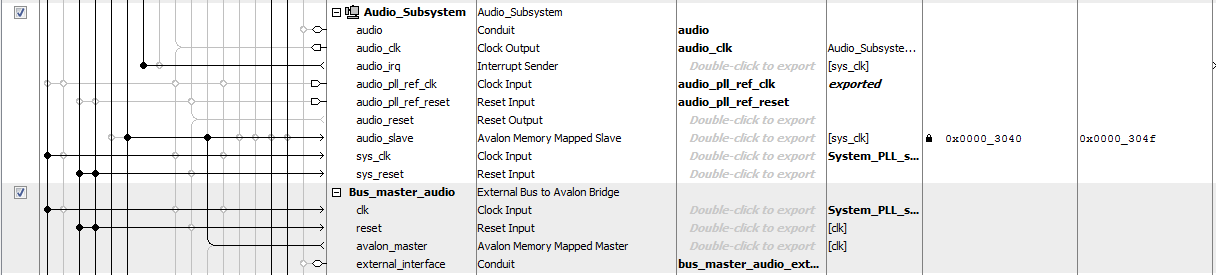 Audio_Subsystem Audio_Subsystem
audio Conduit audio
audio_clk Clock Output audio_clk Audio_Subsyste...
audio_irq Interrupt Sender Double-click to export [sys_clk]
audio_pll_ref_clk Clock Input audio_pll_ref_clk exported
audio_pll_ref_reset Reset Input audio_pll_ref_reset
audio_reset Reset Output Double-click to export
audio_slave Avalon Memory Mapped Slave Double-click to export [sys_clk] 0x0000_3040 0x0000_304f
sys_clk Clock Input Double-click to export System_PLL_s...
sys_reset Reset Input Double-click to export
Bus_master_audio External Bus to Avalon Bridge
clk Clock Input Double-click to export System_PLL_s...
reset Reset Input Double-click to export [clk]
avalon_master Avalon Memory Mapped Master Double-click to export [clk]
external_interface Conduit bus_master_audio_ext...